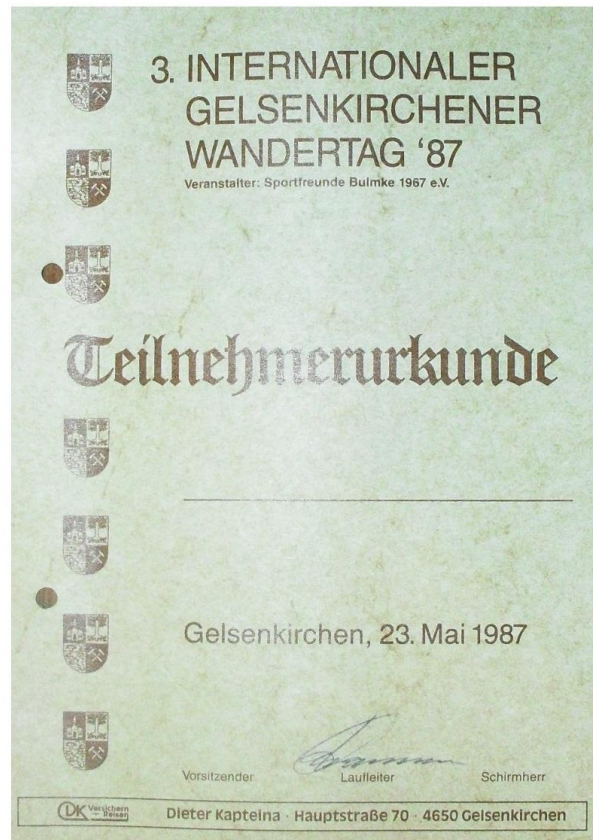 3. INTERNATIONALER
GELSENKIRCHENER
WANDERTAG '87
Veranstalter: Sportfreunde Bulmke 1967 e.V.
Teilnehmerurkunde
Gelsenkirchen, 23. Mai 1987
Vorsitzender Laufleiter Schirmherr
DK Versichern Reisen Dieter Kapteina · Hauptstraße 70 · 4650 Gelsenkirchen